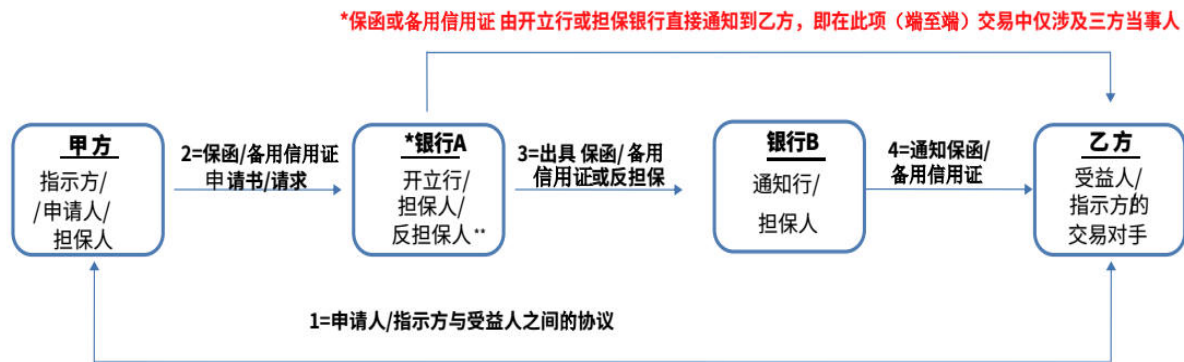 *保函或备用信用证 由开立行或担保银行直接通知到乙方，即在此项（端至端）交易中仅涉及三方当事人
甲方
指示方/
/申请人/
担保人
2=保函/备用信用证
申请书/请求
*银行A
开立行/
担保人/
反担保人**
3=出具 保函/ 备用
信用证或反担保
银行B
通知行/
担保人
4=通知保函/
备用信用证
乙方
受益人/
指示方的
交易对手
1=申请人/指示方与受益人之间的协议